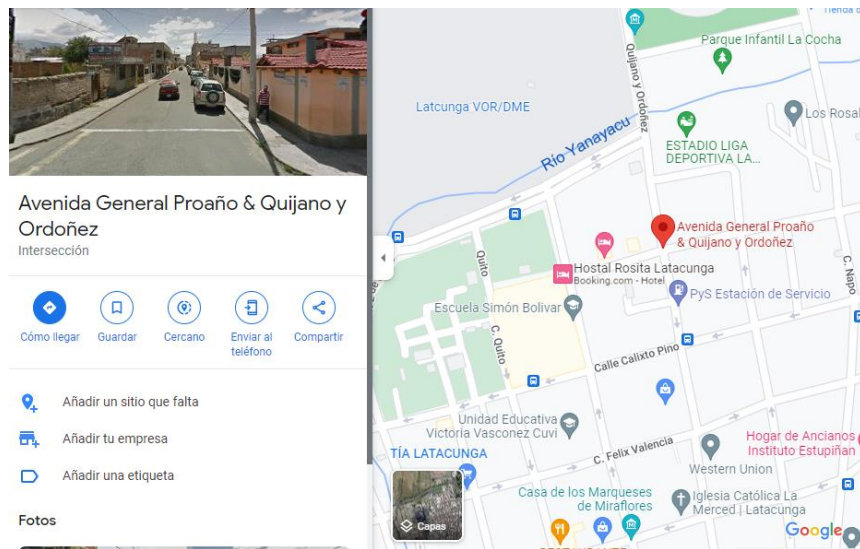 Avenida General Proaño & Quijano y
Ordoñez
Intersección
Cómo llegar
Guardar
Cercano
Enviar al
teléfono
Compartir
Añadir un sitio que falta
Añadir tu empresa
Añadir una etiqueta
Fotos
Tienda d
Parque Infantil La Cocha
Quijano y Ordoñez
Latcunga VOR/DME
Los Rosal
Río Yanayacu
ESTADIO LIGA
DEPORTIVA LA...
Avenida General Proaño
& Quijano y Ordoñez
Quito
C. Napo
Hostal Rosita Latacunga
Booking.com - Hotel
PyS Estación de Servicio
Escuela Simón Bolivar
C. Quito
Calle Calixto Pino
Unidad Educativa
Victoria Vasconez Cuvi
Hogar de Ancianos
Instituto Estupiñan
TÍA LATACUNGA
C. Felix Valencia
Western Union
Casa de los Marqueses
de Miraflores
Iglesia Católica La
Merced | Latacunga
Capas
Google